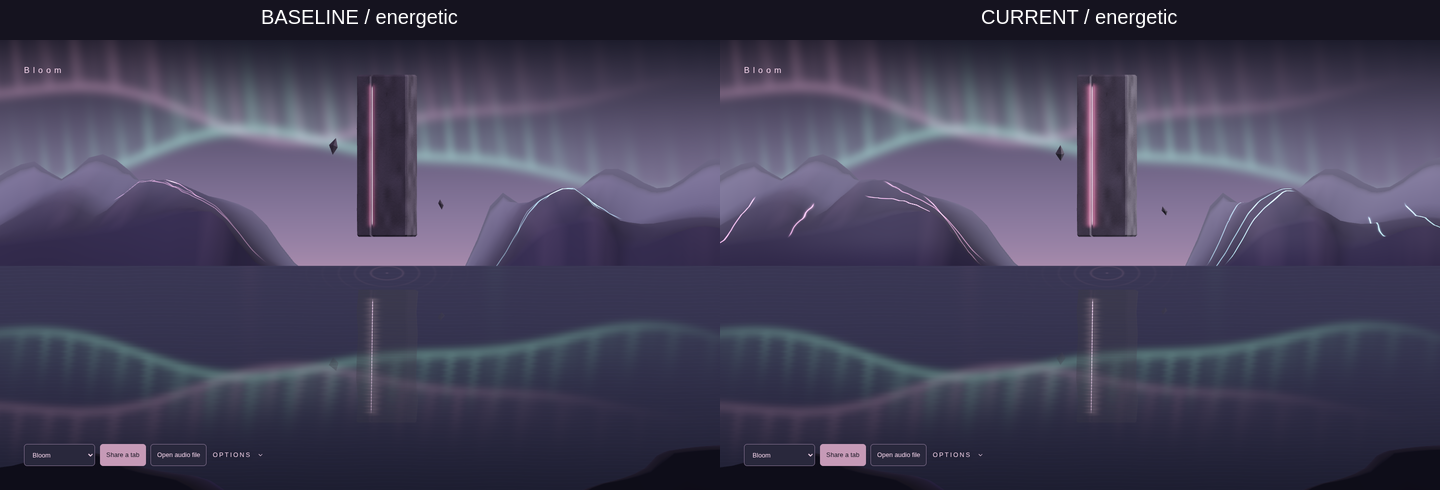 BASELINE / energetic
CURRENT / energetic
Bloom
Bloom
Bloom Share a tab Open audio file OPTIONS
Bloom Share a tab Open audio file OPTIONS